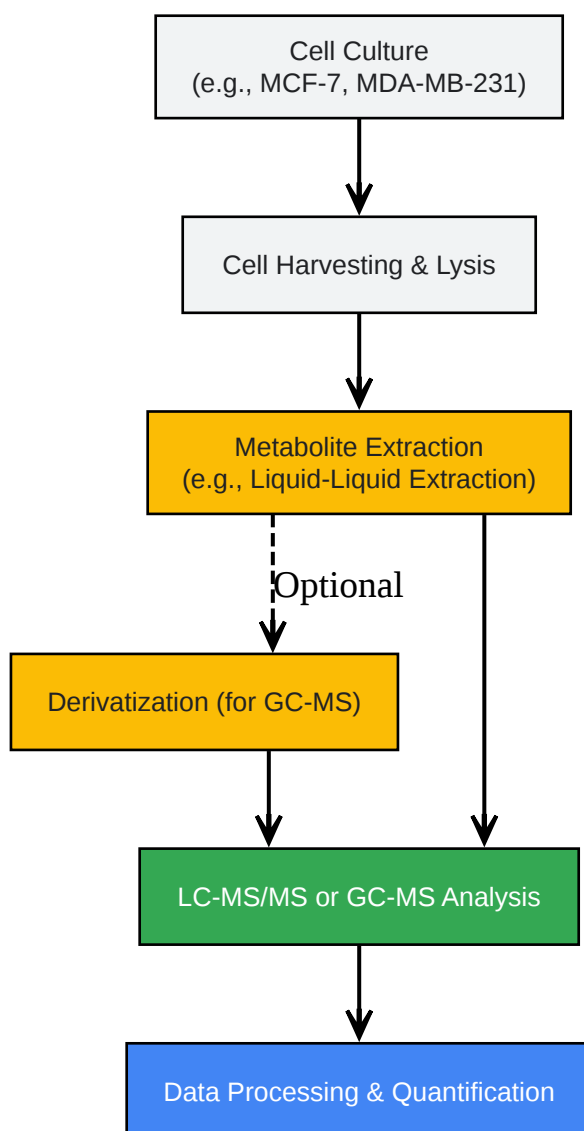 Cell Culture
(e.g., MCF-7, MDA-MB-231)
Cell Harvesting & Lysis
Metabolite Extraction
(e.g., Liquid-Liquid Extraction)
Optional
Derivatization (for GC-MS)
LC-MS/MS or GC-MS Analysis
Data Processing & Quantification